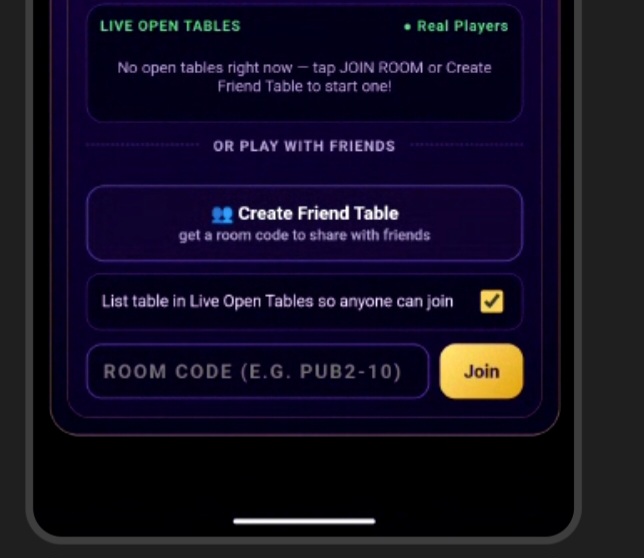 LIVE OPEN TABLES
● Real Players
No open tables right now — tap JOIN ROOM or Create
Friend Table to start one!
OR PLAY WITH FRIENDS
👥 Create Friend Table
get a room code to share with friends
List table in Live Open Tables so anyone can join
ROOM CODE (E.G. PUB2-10)
Join